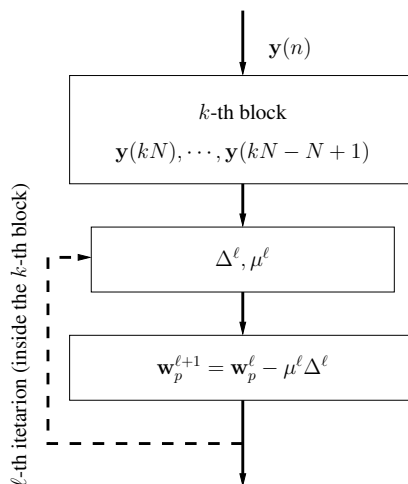 𝐲(n)
k-th block
𝐲(kN), ⋯, 𝐲(kN − N + 1)
Δ^ℓ, μ^ℓ
𝐰_p^{ℓ+1} = 𝐰_p^ℓ − μ^ℓ Δ^ℓ
ℓ-th itetarion (inside the k-th block)